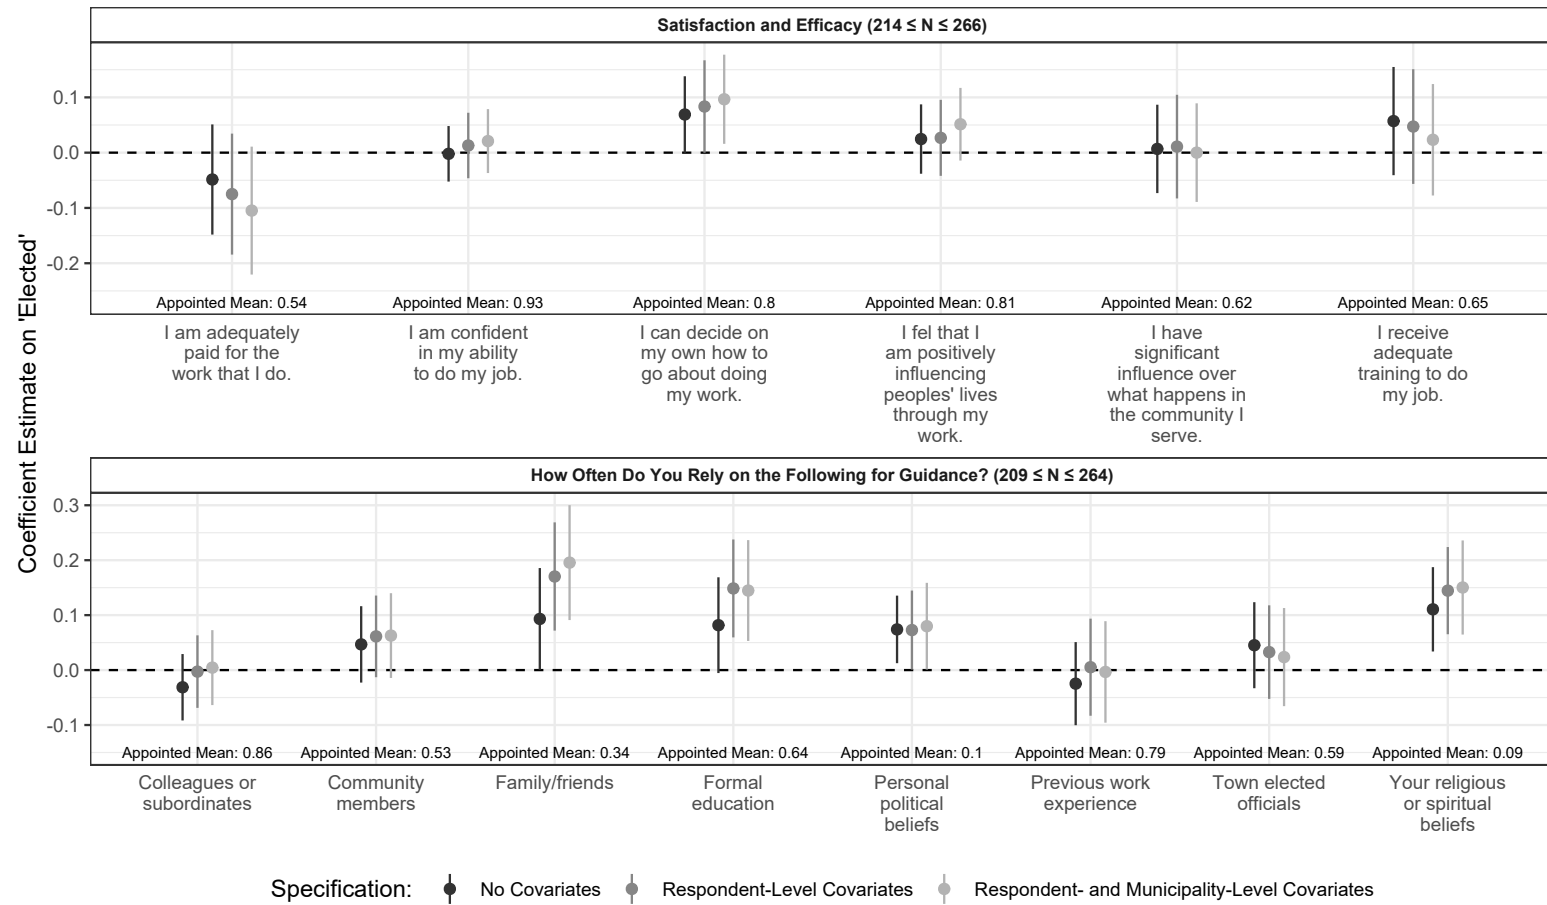 Satisfaction and Efficacy (214 ≤ N ≤ 266)
Coefficient Estimate on 'Elected'
0.1
0.0
-0.1
-0.2
Appointed Mean: 0.54
Appointed Mean: 0.93
Appointed Mean: 0.8
Appointed Mean: 0.81
Appointed Mean: 0.62
Appointed Mean: 0.65
I am adequately
paid for the
work that I do.
I am confident
in my ability
to do my job.
I can decide on
my own how to
go about doing
my work.
I fel that I
am positively
influencing
peoples' lives
through my
work.
I have
significant
influence over
what happens in
the community I
serve.
I receive
adequate
training to do
my job.
How Often Do You Rely on the Following for Guidance? (209 ≤ N ≤ 264)
0.3
0.2
0.1
0.0
-0.1
Appointed Mean: 0.86
Appointed Mean: 0.53
Appointed Mean: 0.34
Appointed Mean: 0.64
Appointed Mean: 0.1
Appointed Mean: 0.79
Appointed Mean: 0.59
Appointed Mean: 0.09
Colleagues or
subordinates
Community
members
Family/friends
Formal
education
Personal
political
beliefs
Previous work
experience
Town elected
officials
Your religious
or spiritual
beliefs
Specification: No Covariates Respondent-Level Covariates Respondent- and Municipality-Level Covariates